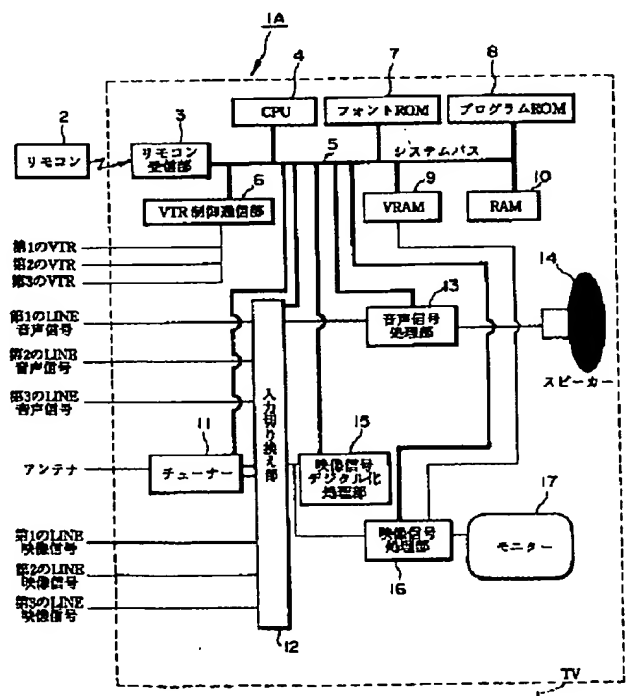 1A
4
7
8
2
3
CPU
フォントROM
プログラムROM
リモコン
リモコン
受信部
5
システムバス
6
9
10
VTR制御通信部
VRAM
RAM
第1のVTR
第2のVTR
第3のVTR
13
14
第1のLINE
音声信号
音声信号
処理部
第2のLINE
音声信号
スピーカー
第3のLINE
音声信号
入力切り換え部
11
15
アンテナ
チューナー
映像信号
デジタル化
処理部
17
第1のLINE
映像信号
映像信号
処理部
モニター
第2のLINE
映像信号
16
第3のLINE
映像信号
12
TV